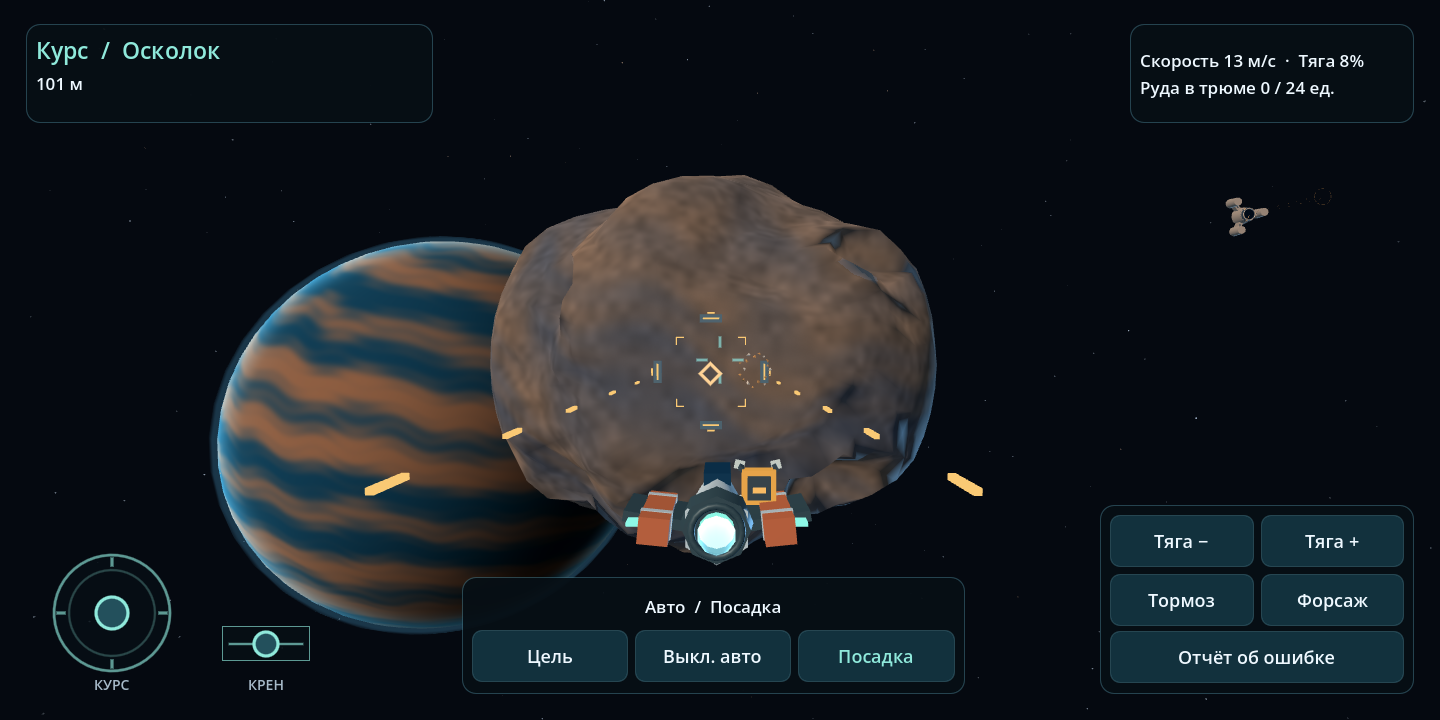 Курс / Осколок
101 м
Скорость 13 м/с · Тяга 8%
Руда в трюме 0 / 24 ед.
Авто / Посадка
Цель
Выкл. авто
Посадка
Тяга −
Тяга +
Тормоз
Форсаж
Отчёт об ошибке
КУРС
КРЕН